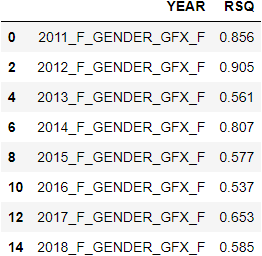 YEAR RSQ
0 2011_F_GENDER_GFX_F 0.856
2 2012_F_GENDER_GFX_F 0.905
4 2013_F_GENDER_GFX_F 0.561
6 2014_F_GENDER_GFX_F 0.807
8 2015_F_GENDER_GFX_F 0.577
10 2016_F_GENDER_GFX_F 0.537
12 2017_F_GENDER_GFX_F 0.653
14 2018_F_GENDER_GFX_F 0.585